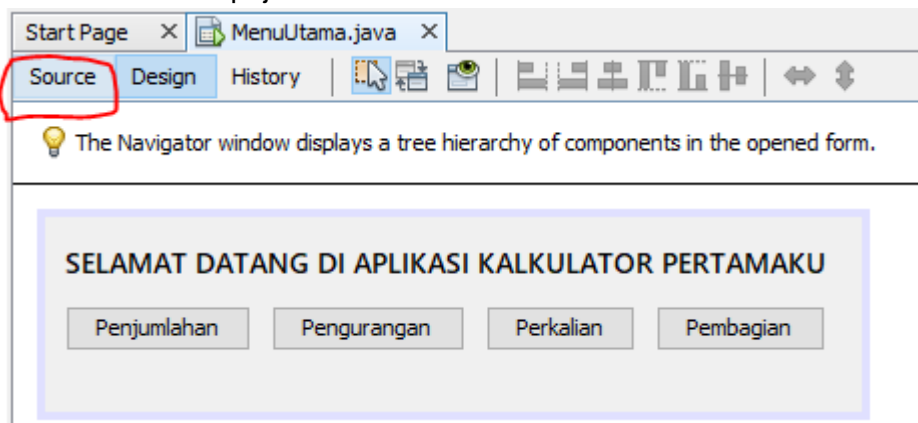 Start Page MenuUtama.java
Source Design History
The Navigator window displays a tree hierarchy of components in the opened form.
SELAMAT DATANG DI APLIKASI KALKULATOR PERTAMAKU
Penjumlahan Pengurangan Perkalian Pembagian